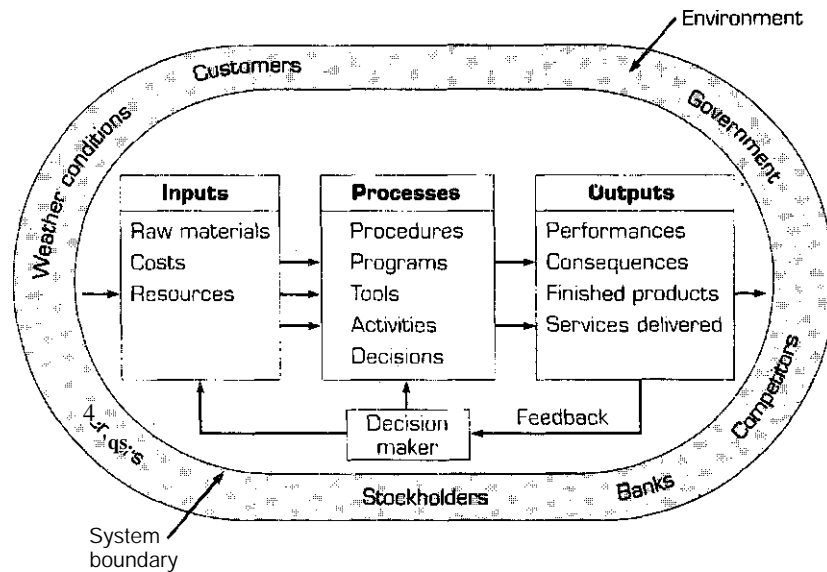 Environment
Customers
Government
Weather conditions
Inputs
Raw materials
Costs
Resources
Processes
Procedures
Programs
Tools
Activities
Decisions
Outputs
Performances
Consequences
Finished products
Services delivered
Competitors
Feedback
Decision
maker
Banks
Stockholders
System
boundary